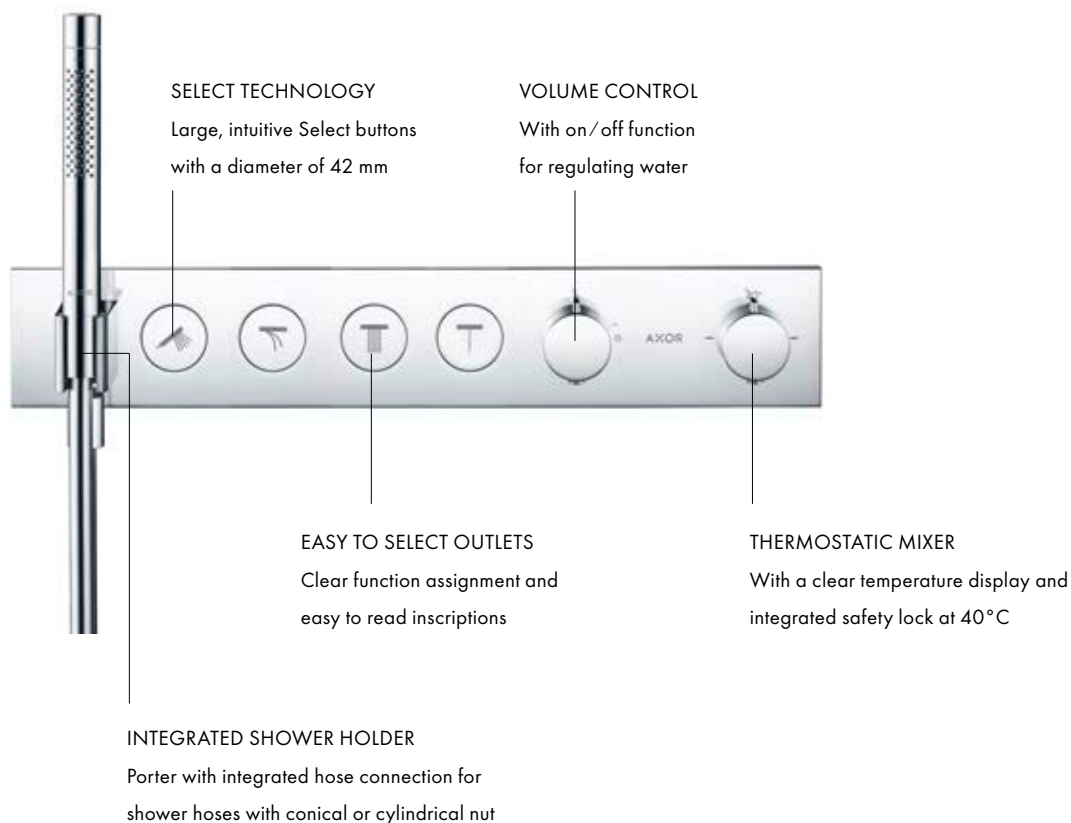 SELECT TECHNOLOGY
Large, intuitive Select buttons
with a diameter of 42 mm
VOLUME CONTROL
With on/off function
for regulating water
AXOR
EASY TO SELECT OUTLETS
Clear function assignment and
easy to read inscriptions
THERMOSTATIC MIXER
With a clear temperature display and
integrated safety lock at 40°C
INTEGRATED SHOWER HOLDER
Porter with integrated hose connection for
shower hoses with conical or cylindrical nut